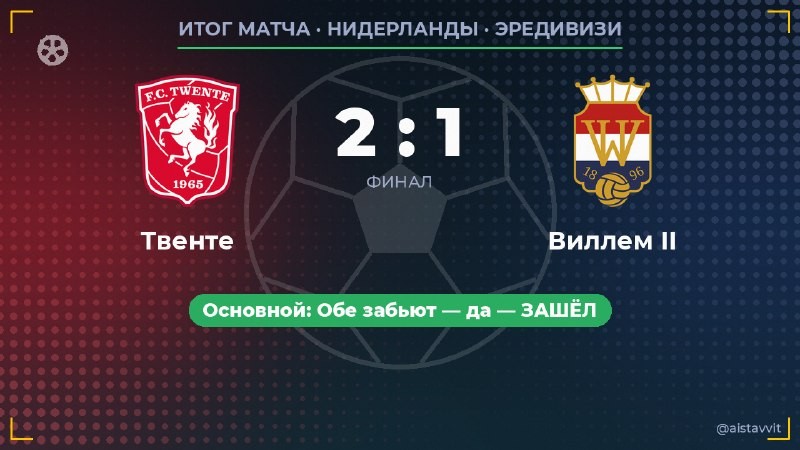 ИТОГ МАТЧА · НИДЕРЛАНДЫ · ЭРЕДИВИЗИ
F.C. TWENTE
1965
2 : 1
ФИНАЛ
W
18 96
Твенте
Виллем II
Основной: Обе забьют — да — ЗАШЁЛ
@aistavvit